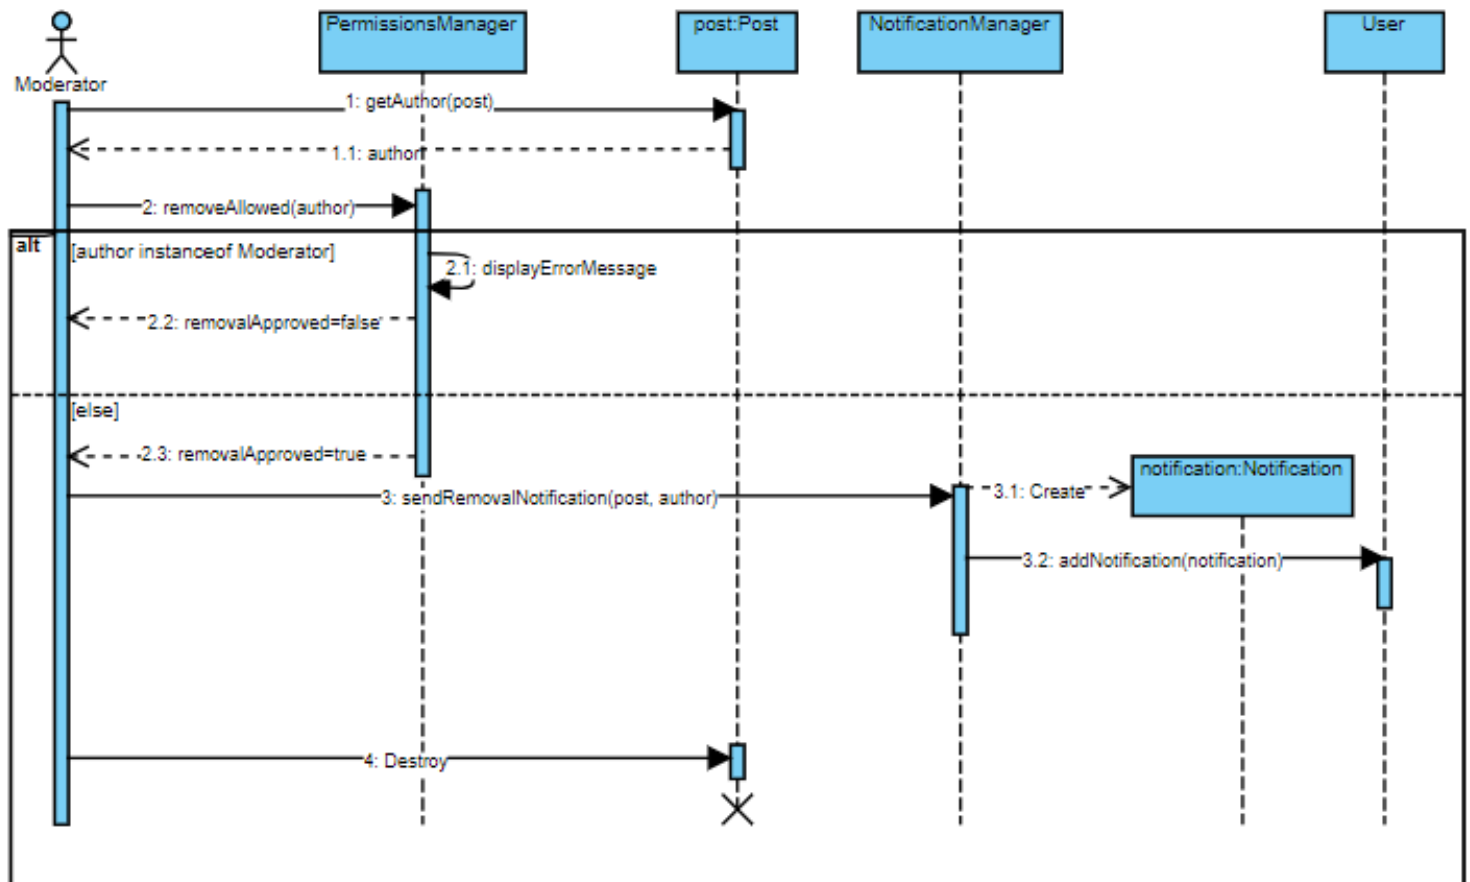 PermissionsManager
post:Post
NotificationManager
User
Moderator
1: getAuthor(post)
1.1: author
2: removeAllowed(author)
alt
[author instanceof Moderator]
2.1: displayErrorMessage
2.2: removalApproved=false
[else]
2.3: removalApproved=true
notification:Notification
3: sendRemovalNotification(post, author)
3.1: Create
3.2: addNotification(notification)
4: Destroy